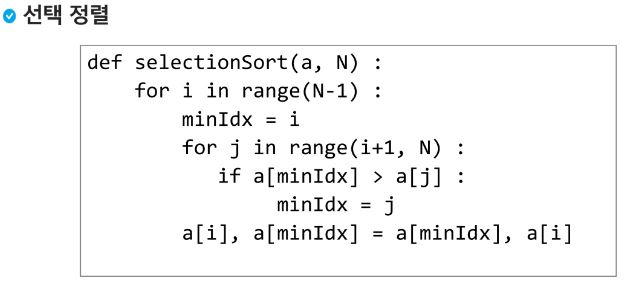 선택 정렬
def selectionSort(a, N) :
    for i in range(N-1) :
        minIdx = i
        for j in range(i+1, N) :
           if a[minIdx] > a[j] :
                minIdx = j
        a[i], a[minIdx] = a[minIdx], a[i]